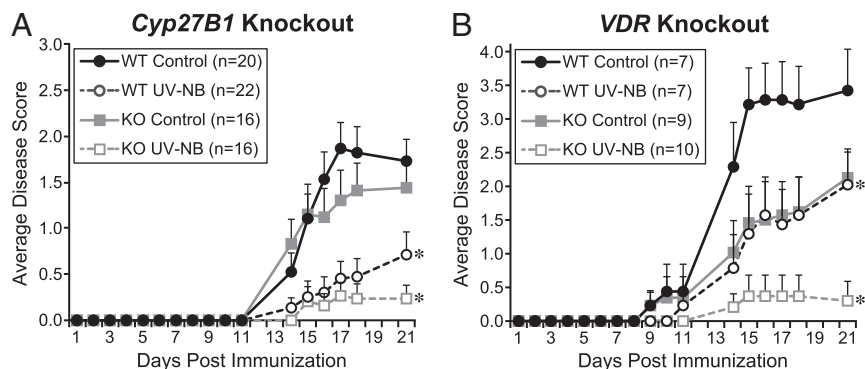 A
Cyp27B1 Knockout
3.0
2.5
2.0
1.5
1.0
0.5
0.0
Average Disease Score
WT Control (n=20)
WT UV-NB (n=22)
KO Control (n=16)
KO UV-NB (n=16)
*
*
1 3 5 7 9 11 13 15 17 19 21
Days Post Immunization
B
VDR Knockout
4.0
3.5
3.0
2.5
2.0
1.5
1.0
0.5
0.0
Average Disease Score
WT Control (n=7)
WT UV-NB (n=7)
KO Control (n=9)
KO UV-NB (n=10)
*
*
1 3 5 7 9 11 13 15 17 19 21
Days Post Immunization